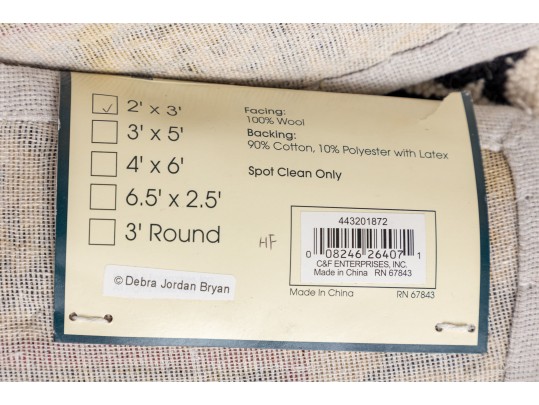 2' x 3'
3' x 5'
4' x 6'
6.5' x 2.5'
3' Round
© Debra Jordan Bryan
Facing:
100% Wool
Backing:
90% Cotton, 10% Polyester with Latex
Spot Clean Only
HF
443201872
0 08246 26407 1
C&F ENTERPRISES, INC.
Made in China RN 67843
Made in China RN 67843